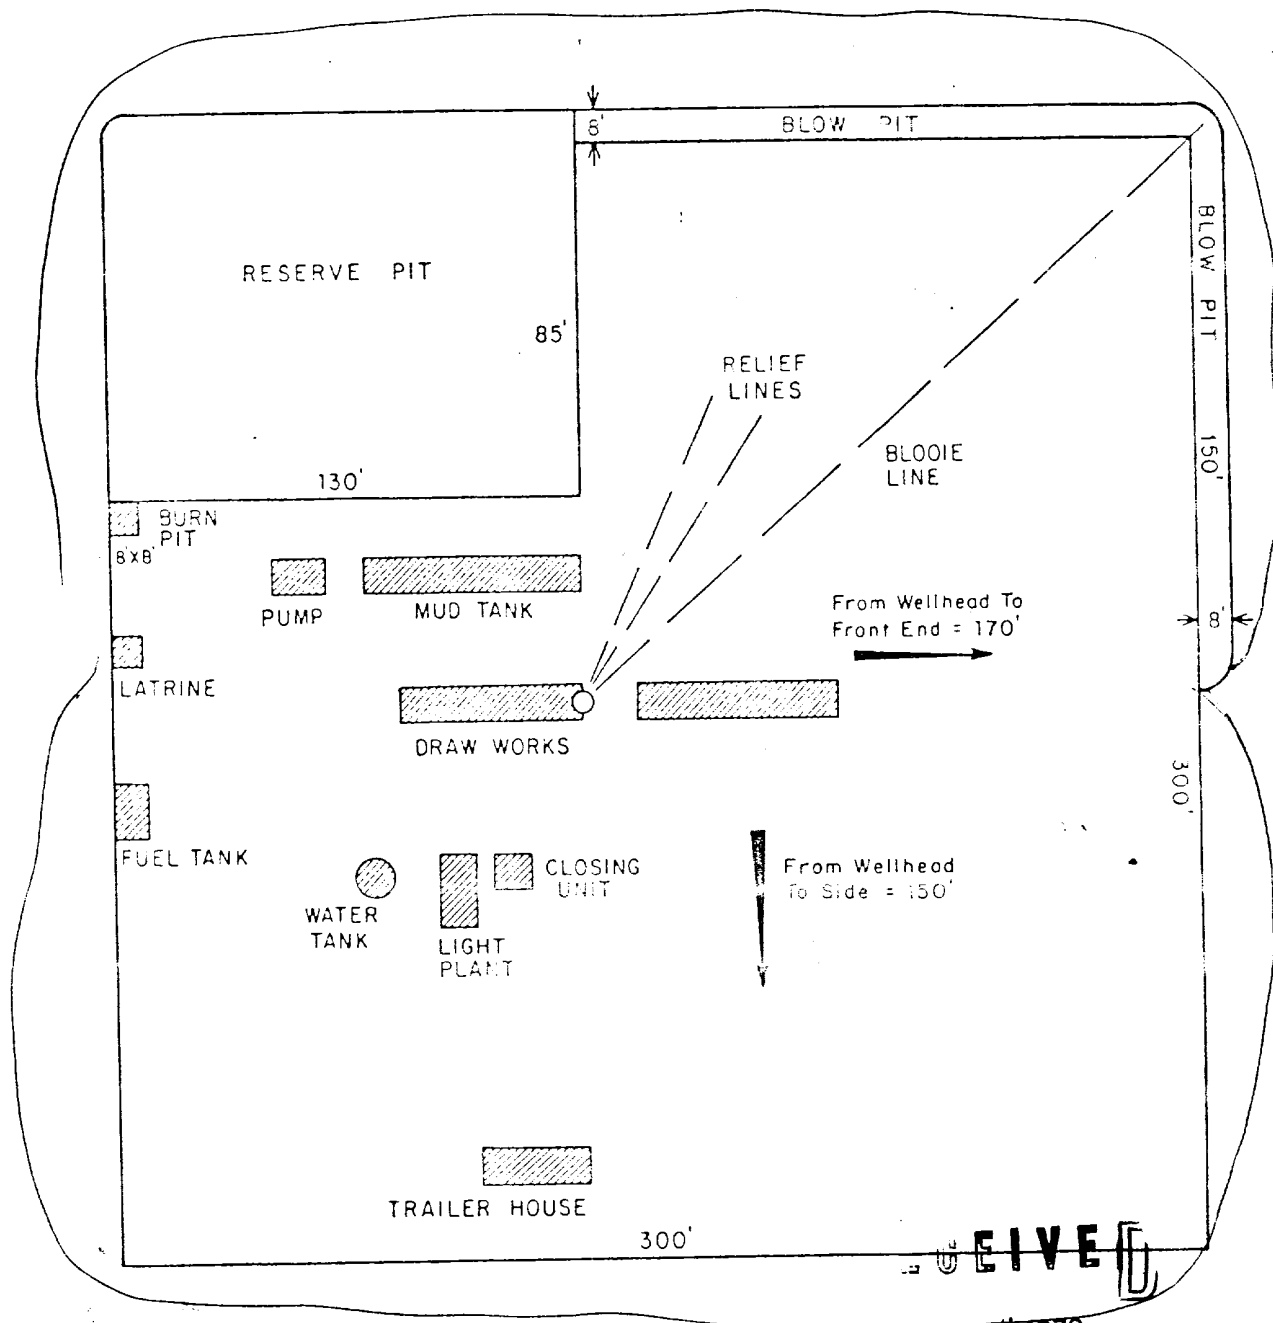 8'
BLOW PIT
BLOW PIT
RESERVE PIT
85'
RELIEF
LINES
BLOOIE
LINE
150'
130'
BURN
PIT
8'X8'
PUMP
MUD TANK
From Wellhead To
Front End = 170'
8'
LATRINE
DRAW WORKS
300'
FUEL TANK
CLOSING
UNIT
From Wellhead
To Side = 150'
WATER
TANK
LIGHT
PLANT
TRAILER HOUSE
300'
EIVED